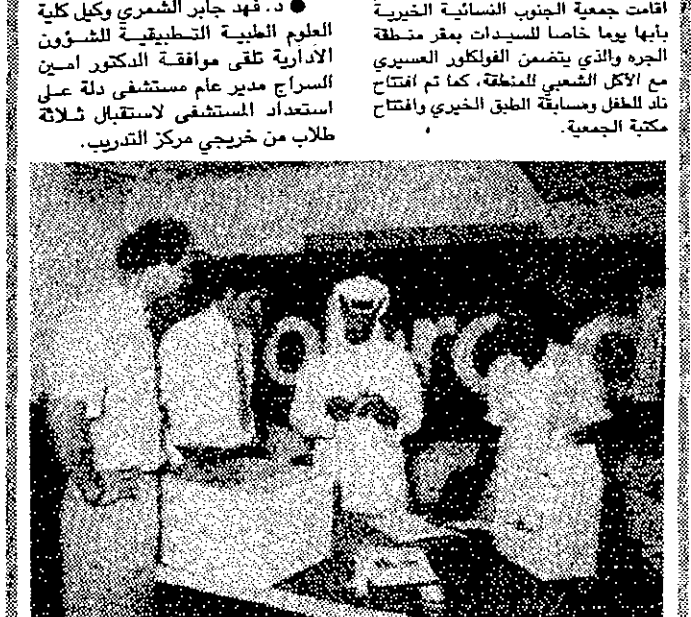 اقامت جمعية الجنوب النسائية الخيرية
بأبها يوما خاصا للسيدات بمقر منطقة
الجره والذي يتضمن الفولكلور العسيري
مع الأكل الشعبي للمنطقة، كما تم افتتاح
ناد للطفل ومسابقة الطبق الخيري وافتتاح
مكتبة الجمعية.
● د. فهد جابر الشمري وكيل كلية
العلوم الطبية التطبيقية للشؤون
الادارية تلقى موافقة الدكتور امين
السراج مدير عام مستشفى دلة على
استعداد المستشفى لاستقبال ثلاثة
طلاب من خريجي مركز التدريب.